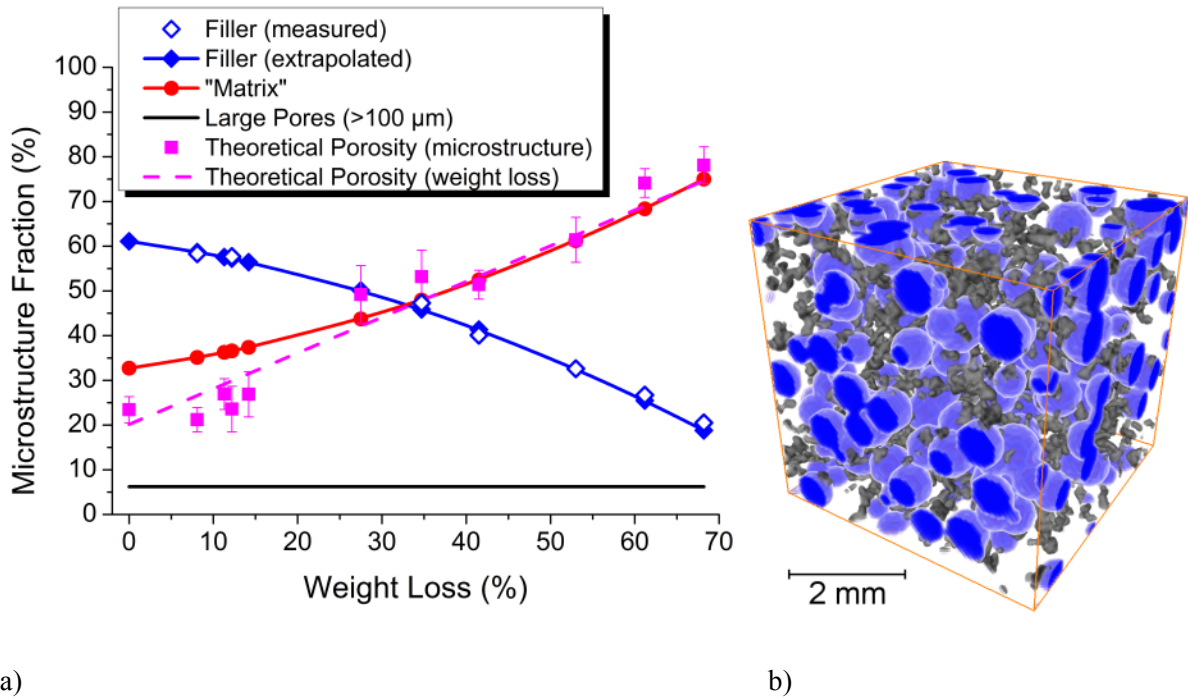 Filler (measured)
Filler (extrapolated)
"Matrix"
Large Pores (>100 µm)
Theoretical Porosity (microstructure)
Theoretical Porosity (weight loss)
Microstructure Fraction (%)
100
90
80
70
60
50
40
30
20
10
0
0 10 20 30 40 50 60 70
Weight Loss (%)
2 mm
a) b)